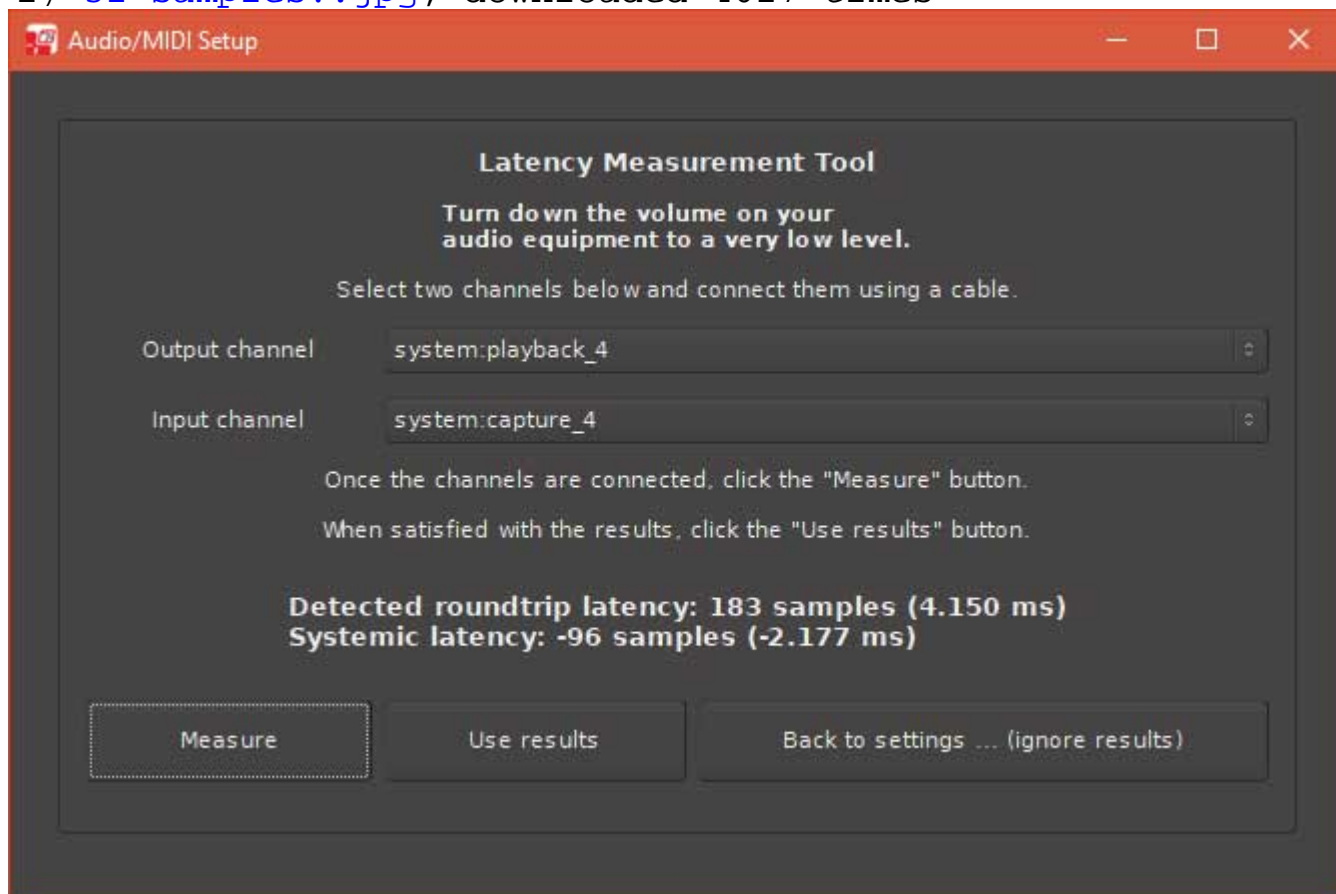 Audio/MIDI Setup
Latency Measurement Tool
Turn down the volume on your
audio equipment to a very low level.
Select two channels below and connect them using a cable.
Output channel system:playback_4
Input channel system:capture_4
Once the channels are connected, click the "Measure" button.
When satisfied with the results, click the "Use results" button.
Detected roundtrip latency: 183 samples (4.150 ms)
Systemic latency: -96 samples (-2.177 ms)
Measure Use results Back to settings ... (ignore results)